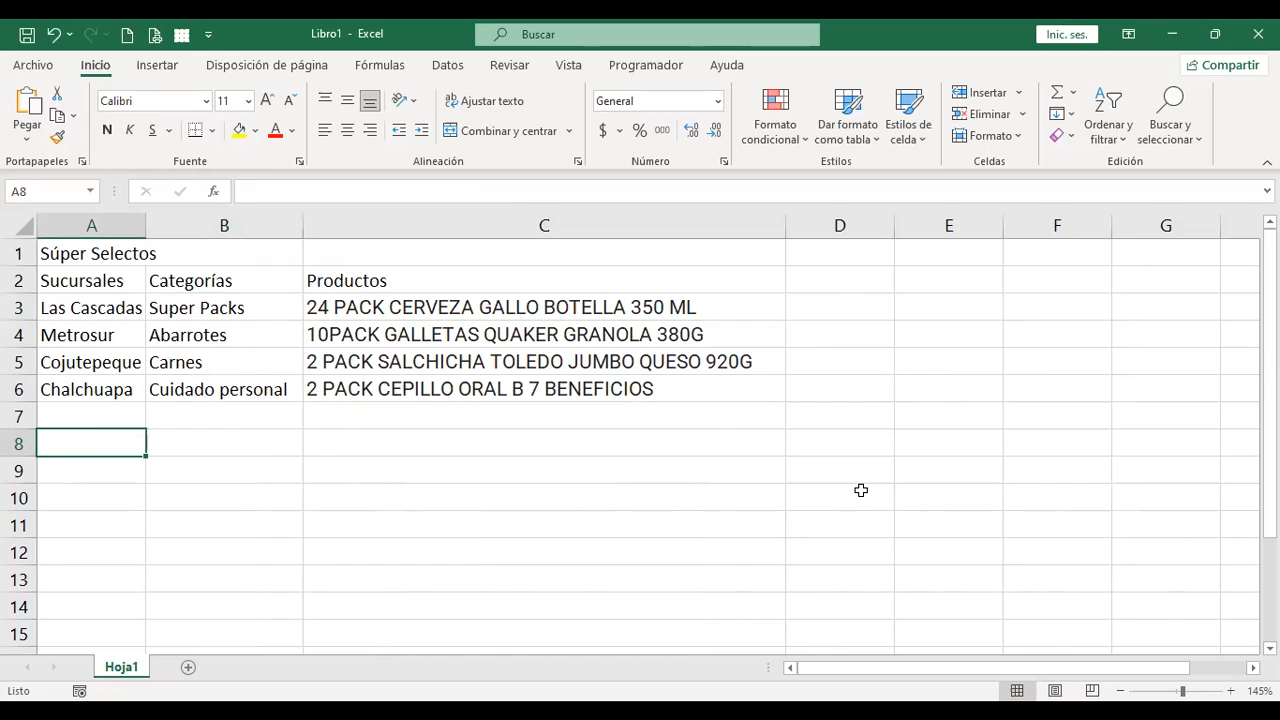 Libro1 - Excel
Buscar
Inic. ses.
Archivo Inicio Insertar Disposición de página Fórmulas Datos Revisar Vista Programador Ayuda Compartir
Pegar
Calibri 11
N K S A
Ajustar texto
Combinar y centrar
General
$ % 000
Formato condicional
Dar formato como tabla
Estilos de celda
Insertar
Eliminar
Formato
Ordenar y filtrar
Buscar y seleccionar
Portapapeles Fuente Alineación Número Estilos Celdas Edición
A8 fx
A B C D E F G
1 Súper Selectos
2 Sucursales Categorías Productos
3 Las Cascadas Super Packs 24 PACK CERVEZA GALLO BOTELLA 350 ML
4 Metrosur Abarrotes 10PACK GALLETAS QUAKER GRANOLA 380G
5 Cojutepeque Carnes 2 PACK SALCHICHA TOLEDO JUMBO QUESO 920G
6 Chalchuapa Cuidado personal 2 PACK CEPILLO ORAL B 7 BENEFICIOS
7
8
9
10
11
12
13
14
15
Hoja1
Listo 145%